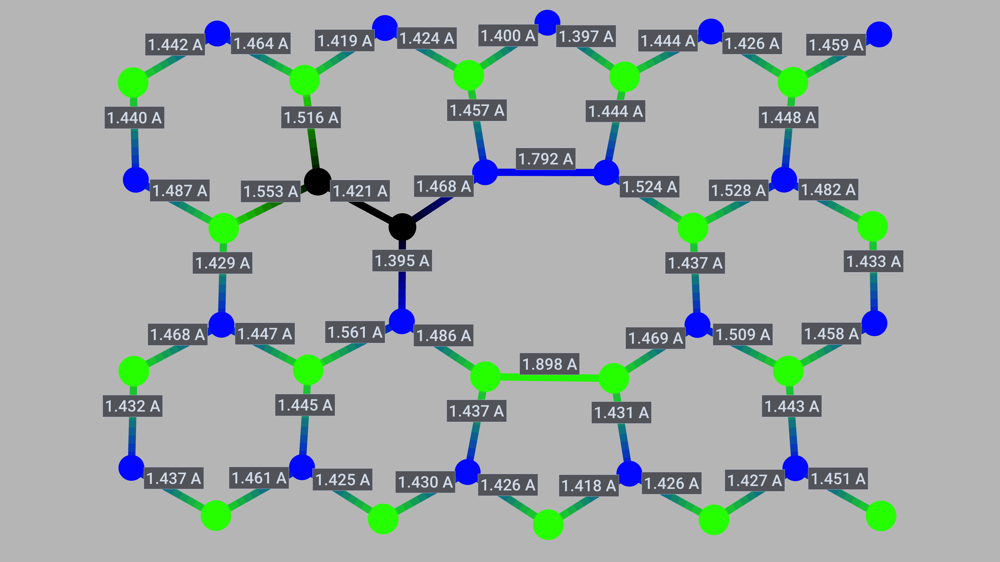 1.442 A
1.464 A
1.419 A
1.424 A
1.400 A
1.397 A
1.444 A
1.426 A
1.459 A
1.440 A
1.516 A
1.457 A
1.444 A
1.448 A
1.792 A
1.487 A
1.553 A
1.421 A
1.468 A
1.524 A
1.528 A
1.482 A
1.429 A
1.395 A
1.437 A
1.433 A
1.468 A
1.447 A
1.561 A
1.486 A
1.469 A
1.509 A
1.458 A
1.898 A
1.432 A
1.445 A
1.437 A
1.431 A
1.443 A
1.437 A
1.461 A
1.425 A
1.430 A
1.426 A
1.418 A
1.426 A
1.427 A
1.451 A